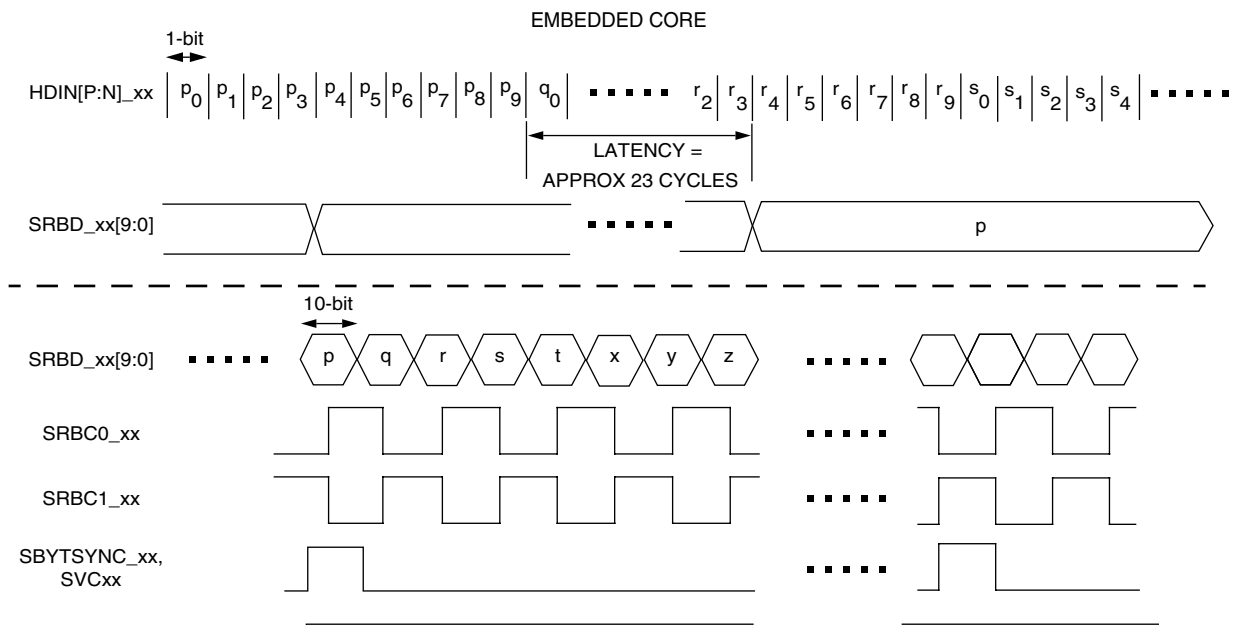 EMBEDDED CORE
1-bit
HDIN[P:N]_xx p0 p1 p2 p3 p4 p5 p6 p7 p8 p9 q0 r2 r3 r4 r5 r6 r7 r8 r9 s0 s1 s2 s3 s4
LATENCY =
APPROX 23 CYCLES
SRBD_xx[9:0] p
10-bit
SRBD_xx[9:0] p q r s t x y z
SRBC0_xx
SRBC1_xx
SBYTSYNC_xx,
SVCxx